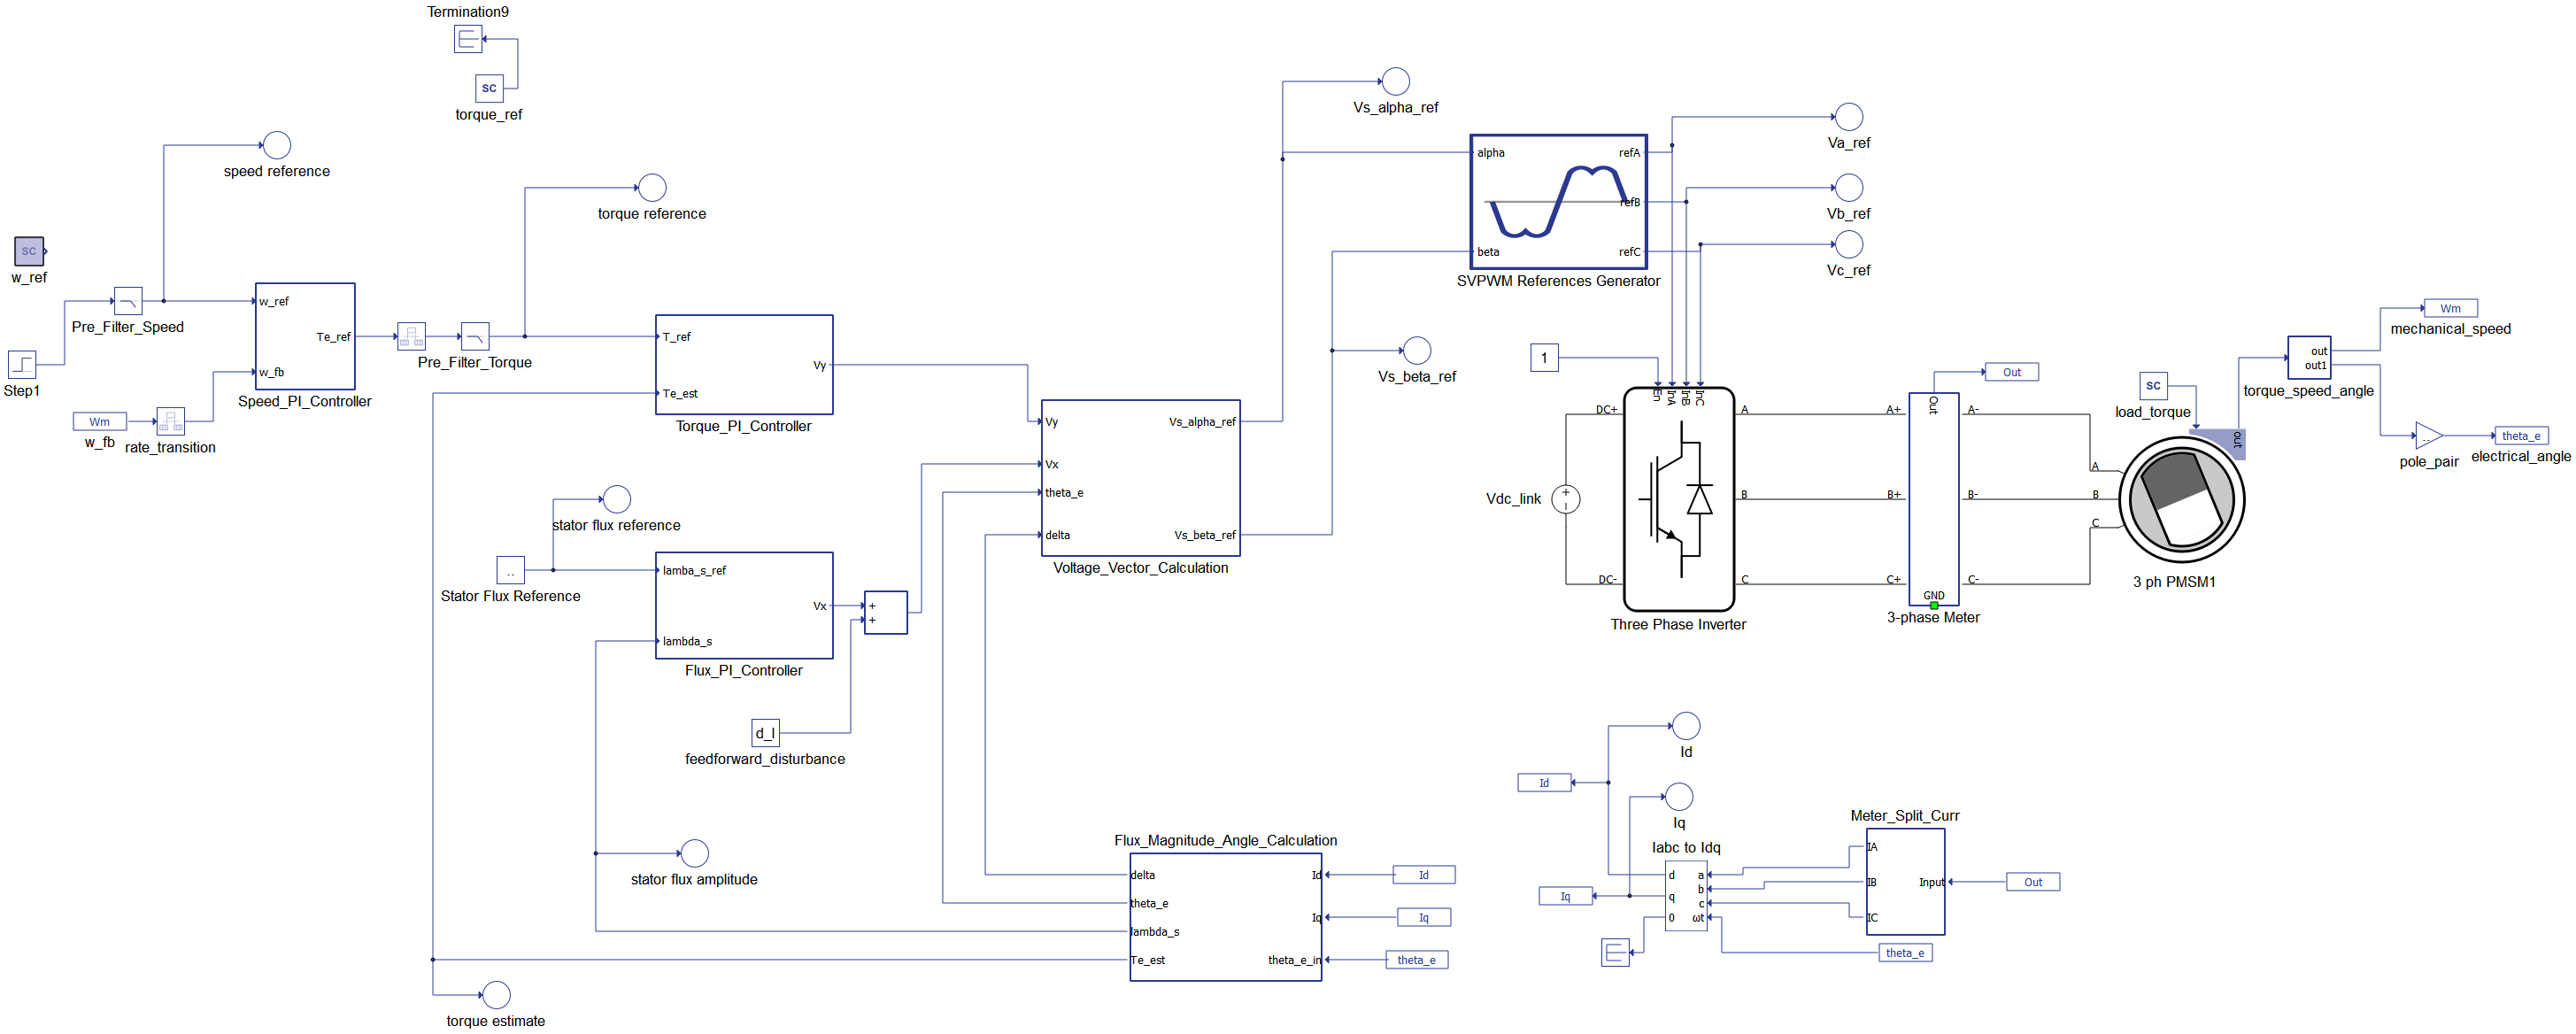 Termination9
SC
torque_ref
speed reference
torque reference
SC
w_ref
Pre_Filter_Speed
Step1
w_ref
Te_ref
w_fb
Speed_PI_Controller
Wm
w_fb
rate_transition
Pre_Filter_Torque
T_ref
Vy
Te_est
Torque_PI_Controller
stator flux reference
..
Stator Flux Reference
lamba_s_ref
Vx
lambda_s
Flux_PI_Controller
+
+
d_l
feedforward_disturbance
stator flux amplitude
torque estimate
Vy
Vx
theta_e
delta
Vs_alpha_ref
Vs_beta_ref
Voltage_Vector_Calculation
Flux_Magnitude_Angle_Calculation
delta
theta_e
lambda_s
Te_est
Id
Iq
theta_e_in
Id
Iq
theta_e
Vs_alpha_ref
Vs_beta_ref
alpha
beta
refA
refB
refC
SVPWM References Generator
Va_ref
Vb_ref
Vc_ref
1
En
InA
InB
InC
DC+
DC-
Vdc_link
A
B
C
Three Phase Inverter
A+
B+
C+
Out
A-
B-
C-
GND
3-phase Meter
Out
A
B
C
SC
load_torque
out
3 ph PMSM1
out
out1
torque_speed_angle
Wm
mechanical_speed
..
pole_pair
theta_e
electrical_angle
Id
Id
Iq
Iq
Iabc to Idq
d
q
0
a
b
c
ωt
Meter_Split_Curr
IA
IB
IC
Input
Out
theta_e